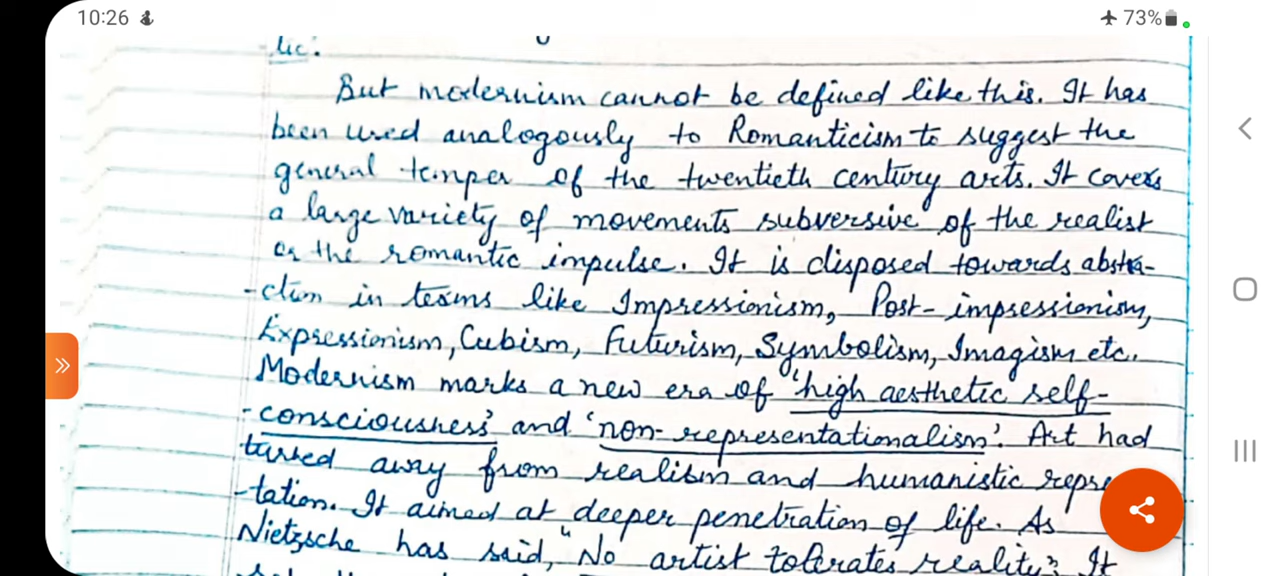 10:26
73%
-lic'.
But modernism cannot be defined like this. It has
been used analogously to Romanticism to suggest the
general temper of the twentieth century arts. It covers
a large variety of movements subversive of the realist
or the romantic impulse. It is disposed towards abstra-
-ction in terms like Impressionism, Post-impressionism,
Expressionism, Cubism, Futurism, Symbolism, Imagism etc.
Modernism marks a new era of 'high aesthetic self-
-consciousness' and 'non-representationalism'. Art had
turned away from realism and humanistic repre
-tation. It aimed at deeper penetration of life. As
Nietzsche has said, "No artist tolerates reality". It